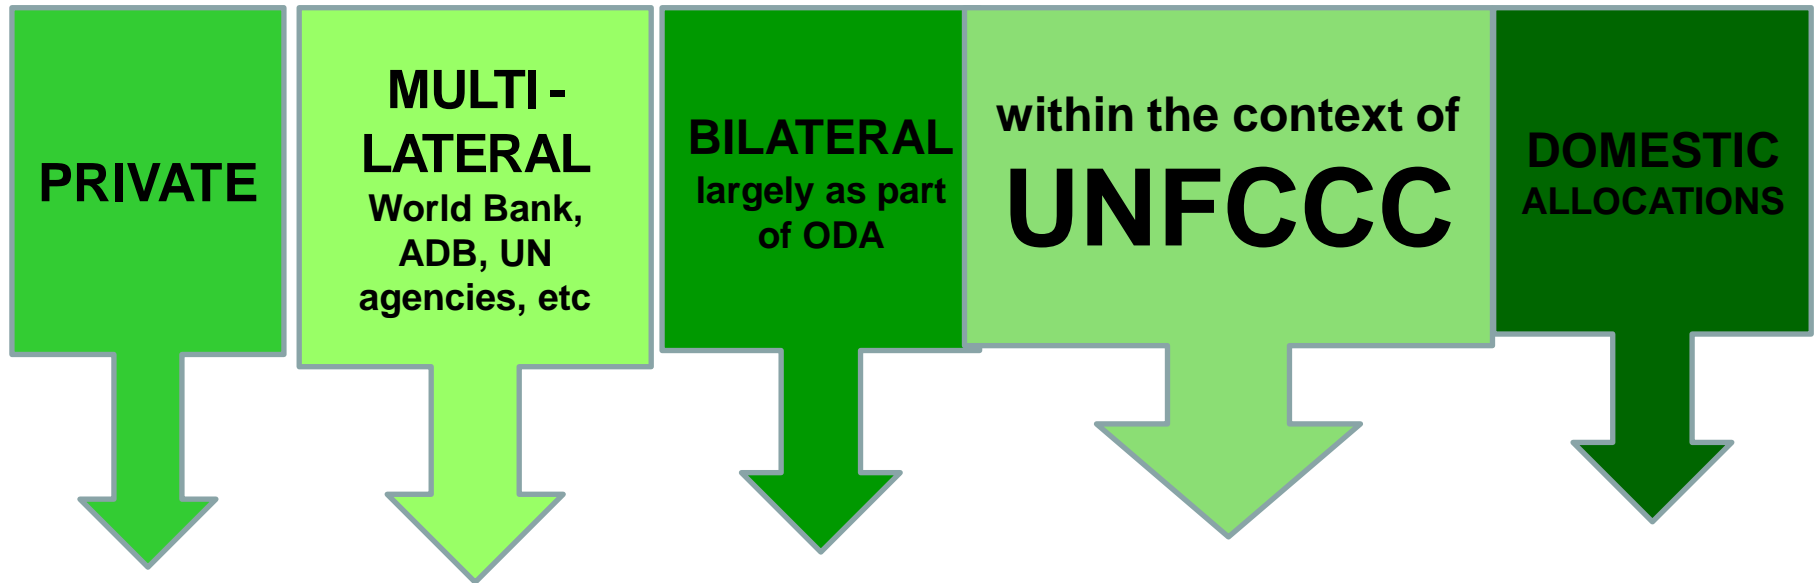 PRIVATE
MULTI-
LATERAL
World Bank,
ADB, UN
agencies, etc
BILATERAL
largely as part
of ODA
within the context of
UNFCCC
DOMESTIC
ALLOCATIONS